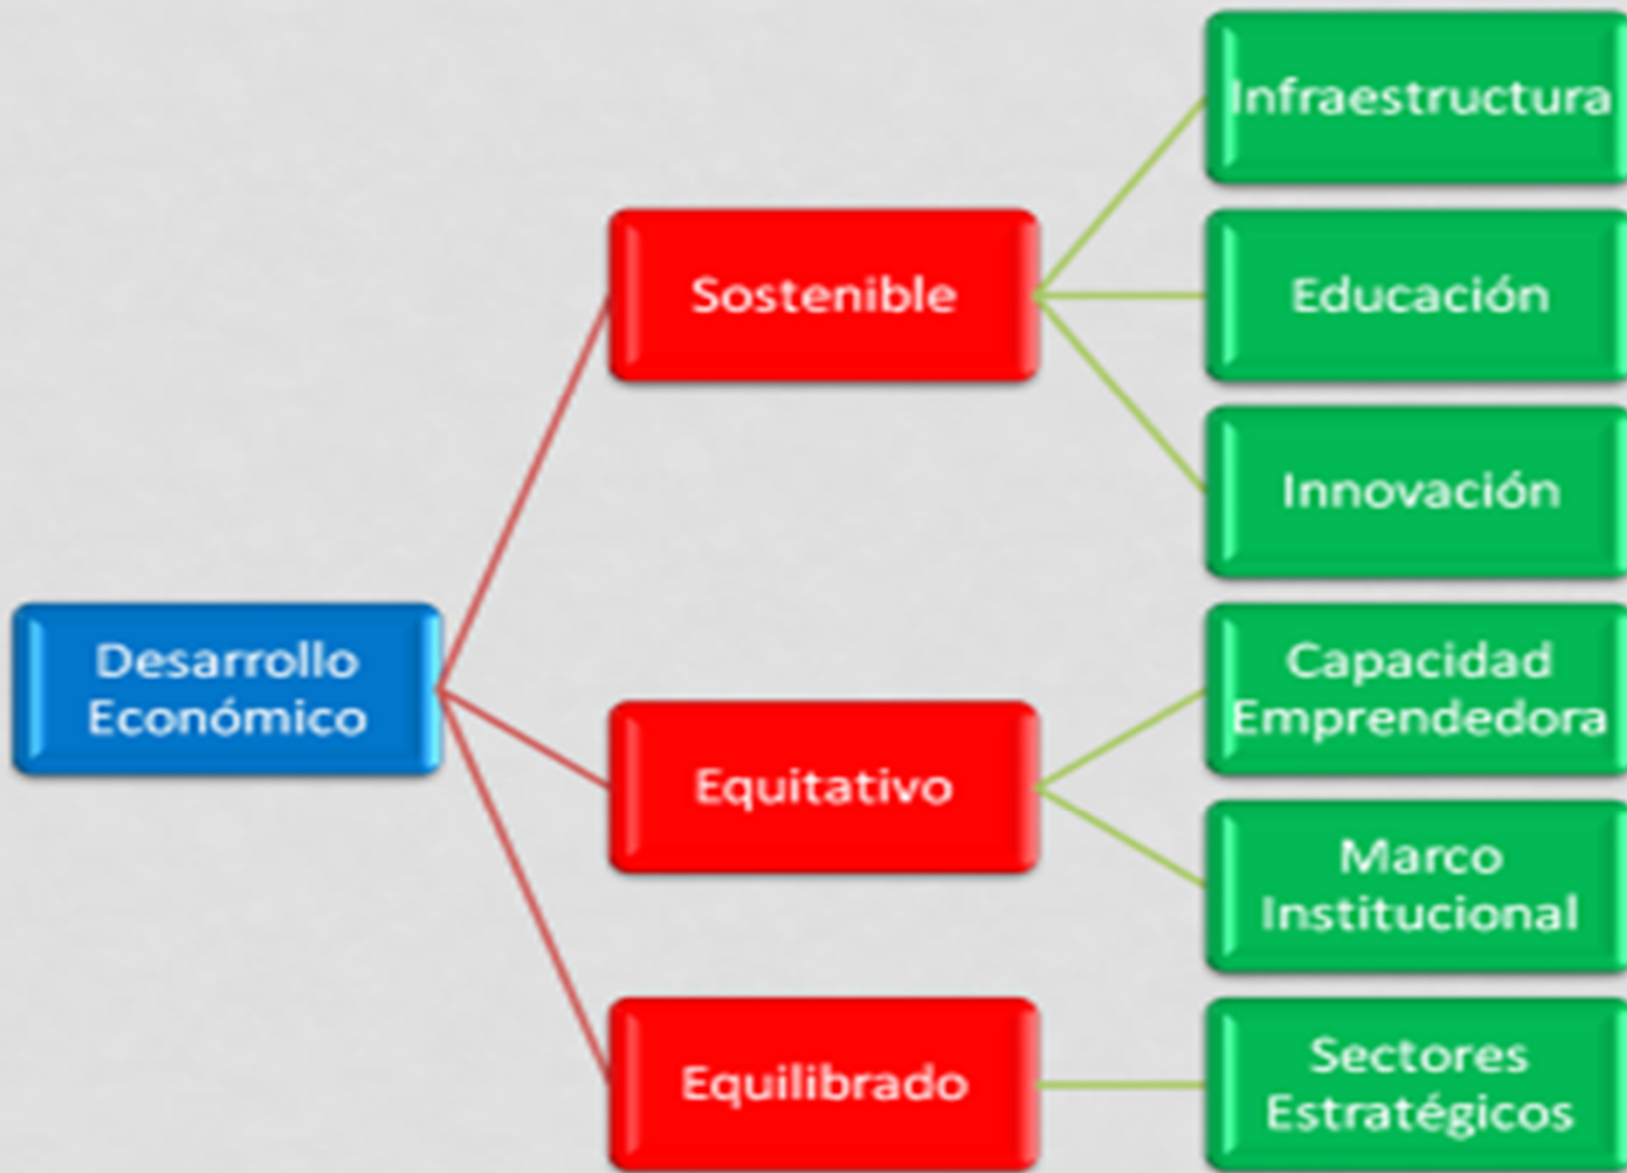 Infraestructura
Sostenible
Educación
Innovación
Desarrollo
Económico
Capacidad
Emprendedora
Equitativo
Marco
Institucional
Equilibrado
Sectores
Estratégicos